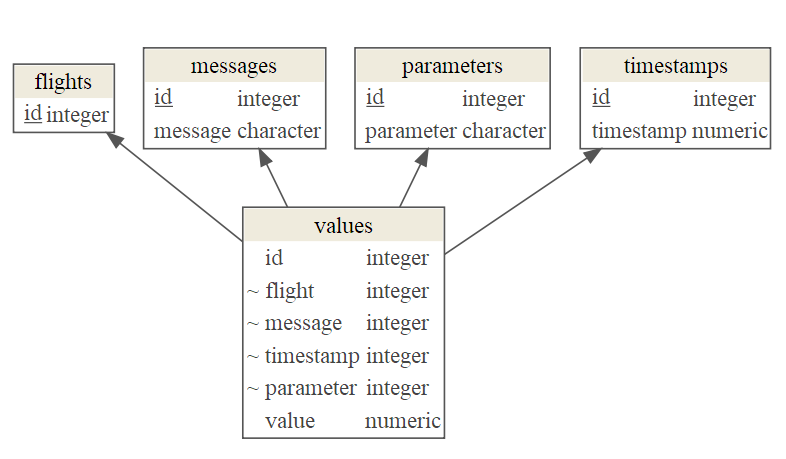 flights
id integer
messages
id integer
message character
parameters
id integer
parameter character
timestamps
id integer
timestamp numeric
values
id integer
~ flight integer
~ message integer
~ timestamp integer
~ parameter integer
value numeric